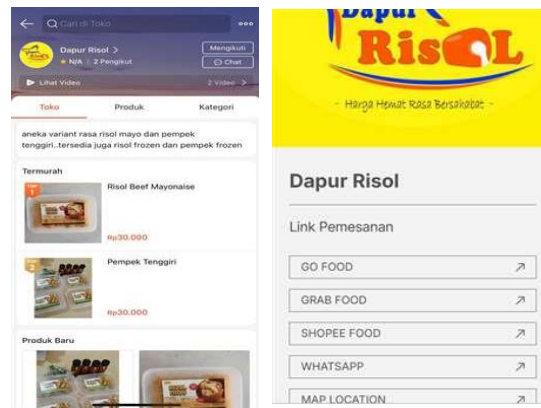 Cari di Toko
Dapur Risol >
N/A | 2 Pengikut
Mengikuti
Chat
Lihat Video
2 Video >
Toko
Produk
Kategori
aneka variant rasa risol mayo dan pempek
tenggiri..tersedia juga risol frozen dan pempek frozen
Termurah
1
Risol Beef Mayonaise
Rp30.000
2
Pempek Tenggiri
Rp30.000
Produk Baru
Dapur
RisoL
- Harga Hemat Rasa Bersahabat -
Dapur Risol
Link Pemesanan
GO FOOD
GRAB FOOD
SHOPEE FOOD
WHATSAPP
MAP LOCATION